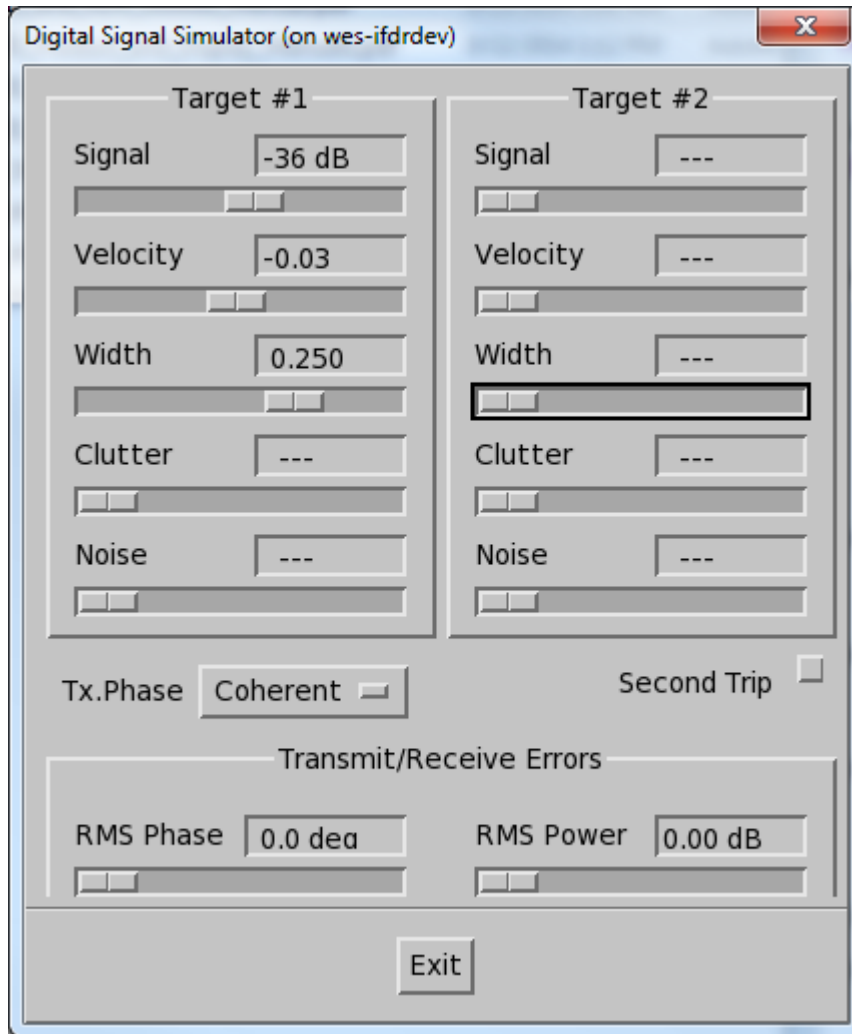 Digital Signal Simulator (on wes-ifdrdev)
Target #1
Signal -36 dB
Velocity -0.03
Width 0.250
Clutter ---
Noise ---
Target #2
Signal ---
Velocity ---
Width ---
Clutter ---
Noise ---
Tx.Phase Coherent
Second Trip
Transmit/Receive Errors
RMS Phase 0.0 deg
RMS Power 0.00 dB
Exit